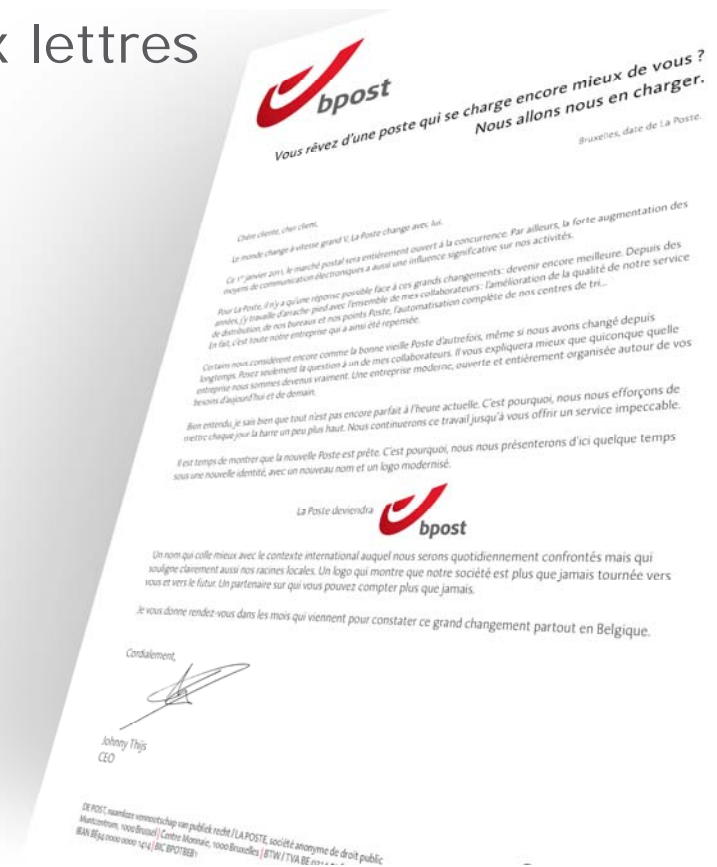 x lettres
bpost
Vous rêvez d'une poste qui se charge encore mieux de vous ?
Nous allons nous en charger.
Bruxelles, date de La Poste.
Chère cliente, cher client,
Le monde change à vitesse grand V, La Poste change avec lui.
Ce 1er janvier 2011, le marché postal sera entièrement ouvert à la concurrence. Par ailleurs, la forte augmentation des
moyens de communication électroniques a aussi une influence significative sur nos activités.
Pour La Poste, il n'y a qu'une réponse possible face à ces grands changements: devenir encore meilleure. Depuis des
années, j'y travaille d'arrache pied avec l'ensemble de mes collaborateurs: l'amélioration de la qualité de notre service
de distribution, de nos bureaux et nos points Poste, l'automatisation complète de nos centres de tri...
En fait, c'est toute notre entreprise qui a ainsi été repensée.
Certains nous considèrent encore comme la bonne vieille Poste d'autrefois, même si nous avons changé depuis
longtemps. Posez seulement la question à un de mes collaborateurs. Il vous expliquera mieux que quiconque quelle
entreprise nous sommes devenus vraiment. Une entreprise moderne, ouverte et entièrement organisée autour de vos
besoins d'aujourd'hui et de demain.
Bien entendu, je sais bien que tout n'est pas encore parfait à l'heure actuelle. C'est pourquoi, nous nous efforçons de
mettre chaque jour la barre un peu plus haut. Nous continuerons ce travail jusqu'à vous offrir un service impeccable.
Il est temps de montrer que la nouvelle Poste est prête. C'est pourquoi, nous nous présenterons d'ici quelque temps
sous une nouvelle identité, avec un nouveau nom et un logo modernisé.
La Poste deviendra bpost
Un nom qui colle mieux avec le contexte international auquel nous serons quotidiennement confrontés mais qui
souligne clairement aussi nos racines locales. Un logo qui montre que notre société est plus que jamais tournée vers
vous et vers le futur. Un partenaire sur qui vous pouvez compter plus que jamais.
Je vous donne rendez-vous dans les mois qui viennent pour constater ce grand changement partout en Belgique.
Cordialement,
Johnny Thijs
CEO
DE POST, naamloze vennootschap van publiek recht / LA POSTE, société anonyme de droit public
Muntcentrum, 1000 Brussel | Centre Monnaie, 1000 Bruxelles | BTW / TVA BE
IBAN BE94 0000 0000 1414 | BIC BPOTBEB1